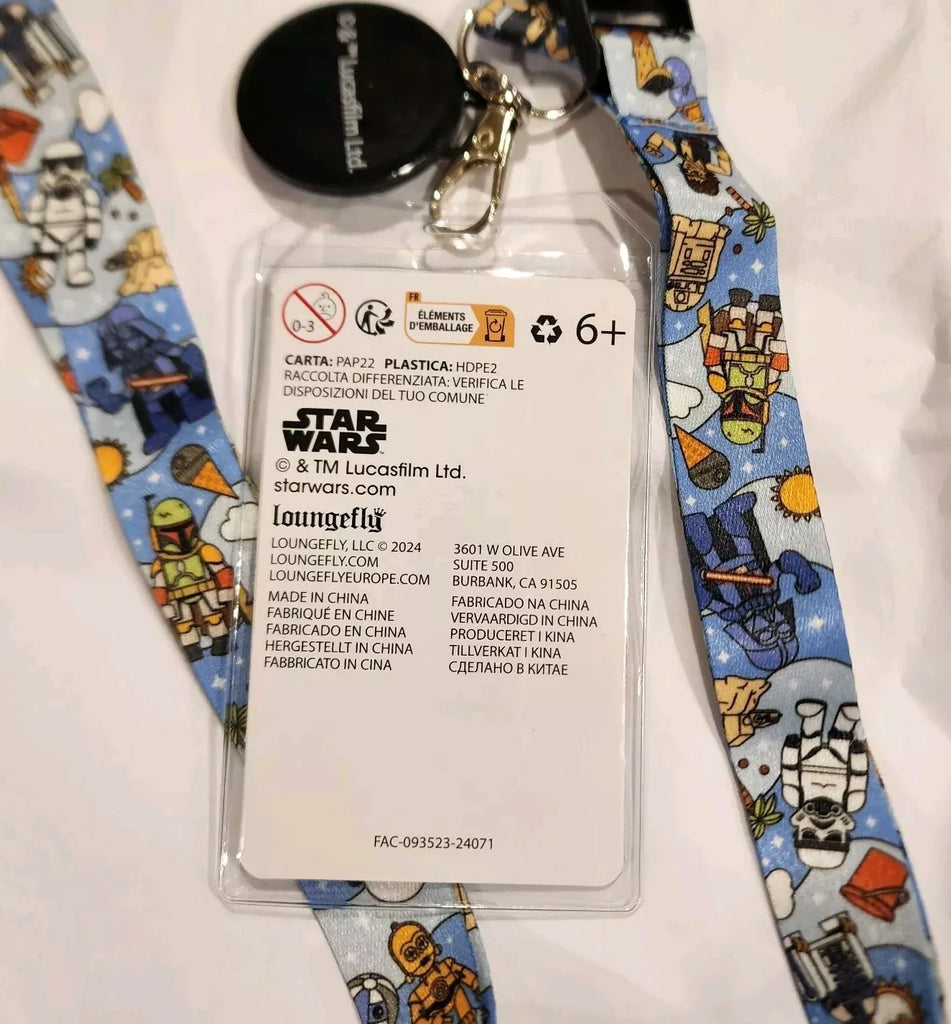 © & ™ Lucasfilm Ltd.
0-3
FR
ÉLÉMENTS
D'EMBALLAGE
6+
CARTA: PAP22 PLASTICA: HDPE2
RACCOLTA DIFFERENZIATA: VERIFICA LE
DISPOSIZIONI DEL TUO COMUNE
STAR
WARS
© & TM Lucasfilm Ltd.
starwars.com
loungefly
LOUNGEFLY, LLC © 2024
LOUNGEFLY.COM
LOUNGEFLYEUROPE.COM
3601 W OLIVE AVE
SUITE 500
BURBANK, CA 91505
MADE IN CHINA
FABRIQUÉ EN CHINE
FABRICADO EN CHINA
HERGESTELLT IN CHINA
FABBRICATO IN CINA
FABRICADO NA CHINA
VERVAARDIGD IN CHINA
PRODUCERET I KINA
TILLVERKAT I KINA
СДЕЛАНО В КИТАЕ
FAC-093523-24071